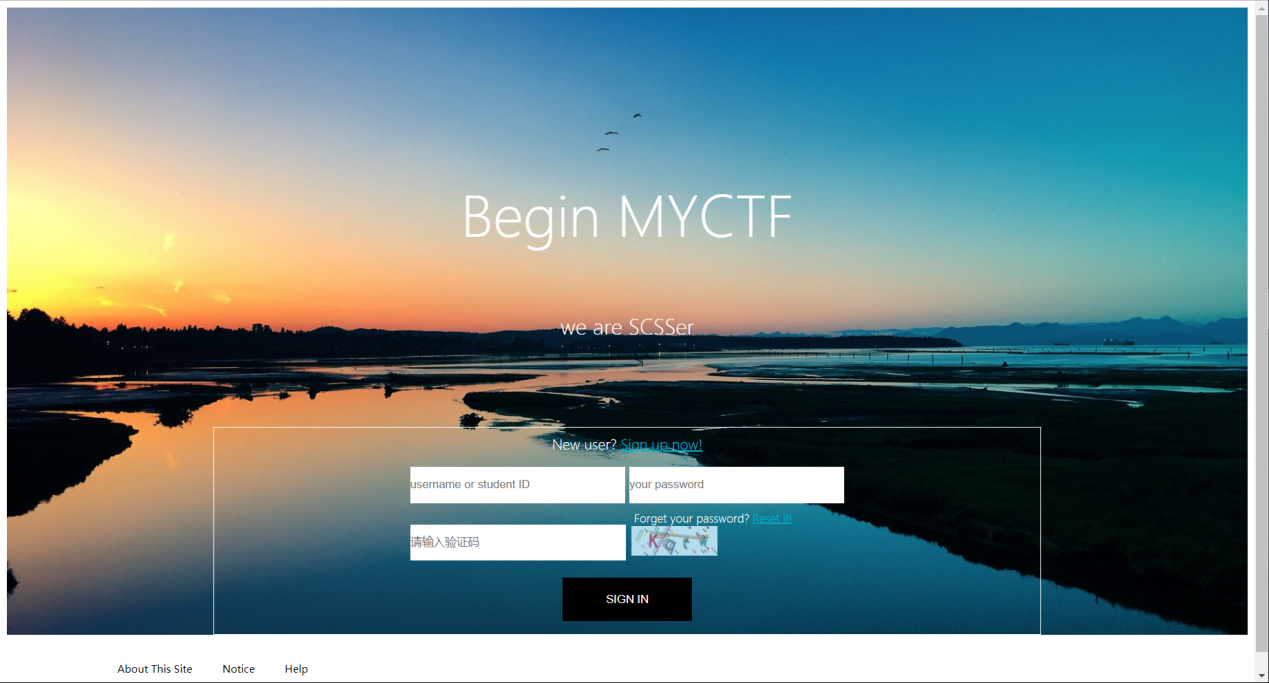 Begin MYCTF
we are SCSSer
New user? Sign up now!
username or student ID your password
Forget your password? Reset it!
请输入验证码
SIGN IN
About This Site Notice Help